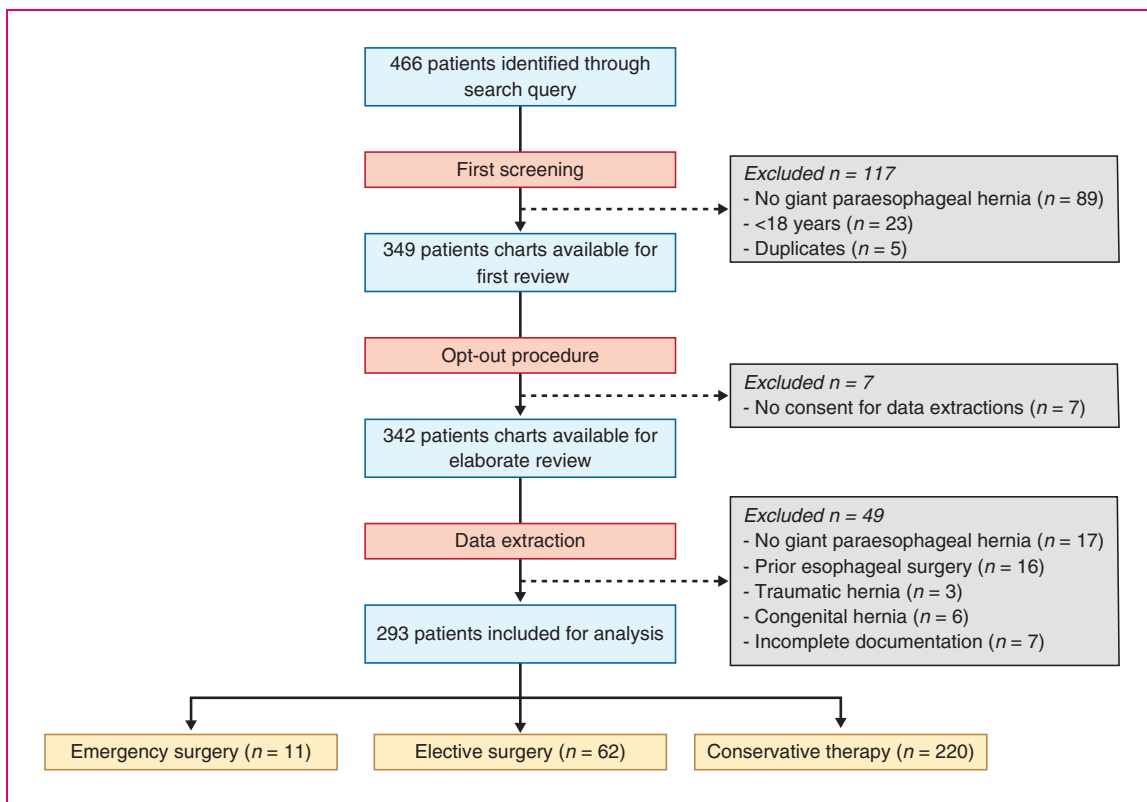 466 patients identified through
search query
First screening
Excluded n = 117
- No giant paraesophageal hernia (n = 89)
- <18 years (n = 23)
- Duplicates (n = 5)
349 patients charts available for
first review
Opt-out procedure
Excluded n = 7
- No consent for data extractions (n = 7)
342 patients charts available for
elaborate review
Data extraction
Excluded n = 49
- No giant paraesophageal hernia (n = 17)
- Prior esophageal surgery (n = 16)
- Traumatic hernia (n = 3)
- Congenital hernia (n = 6)
- Incomplete documentation (n = 7)
293 patients included for analysis
Emergency surgery (n = 11)
Elective surgery (n = 62)
Conservative therapy (n = 220)